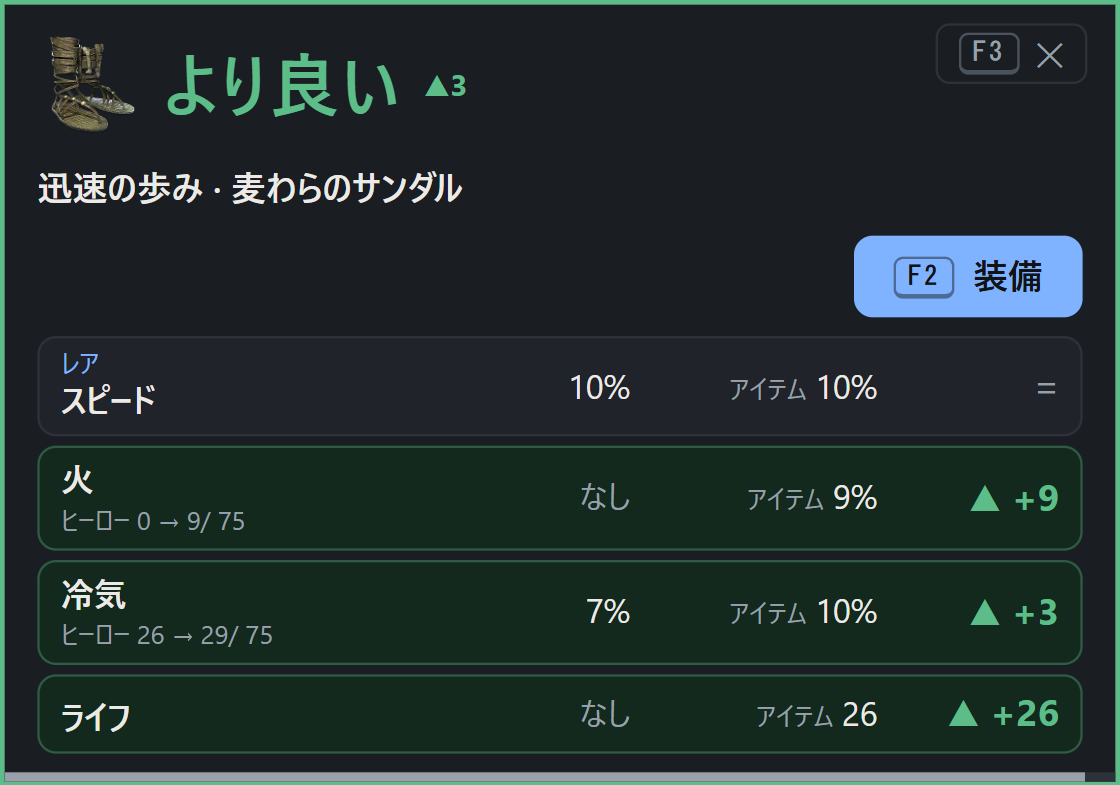 より良い ▲3
F3 ×
迅速の歩み · 麦わらのサンダル
F2 装備
レア
スピード 10% アイテム 10% =
火 なし アイテム 9% ▲ +9
ヒーロー 0 → 9/ 75
冷気 7% アイテム 10% ▲ +3
ヒーロー 26 → 29/ 75
ライフ なし アイテム 26 ▲ +26